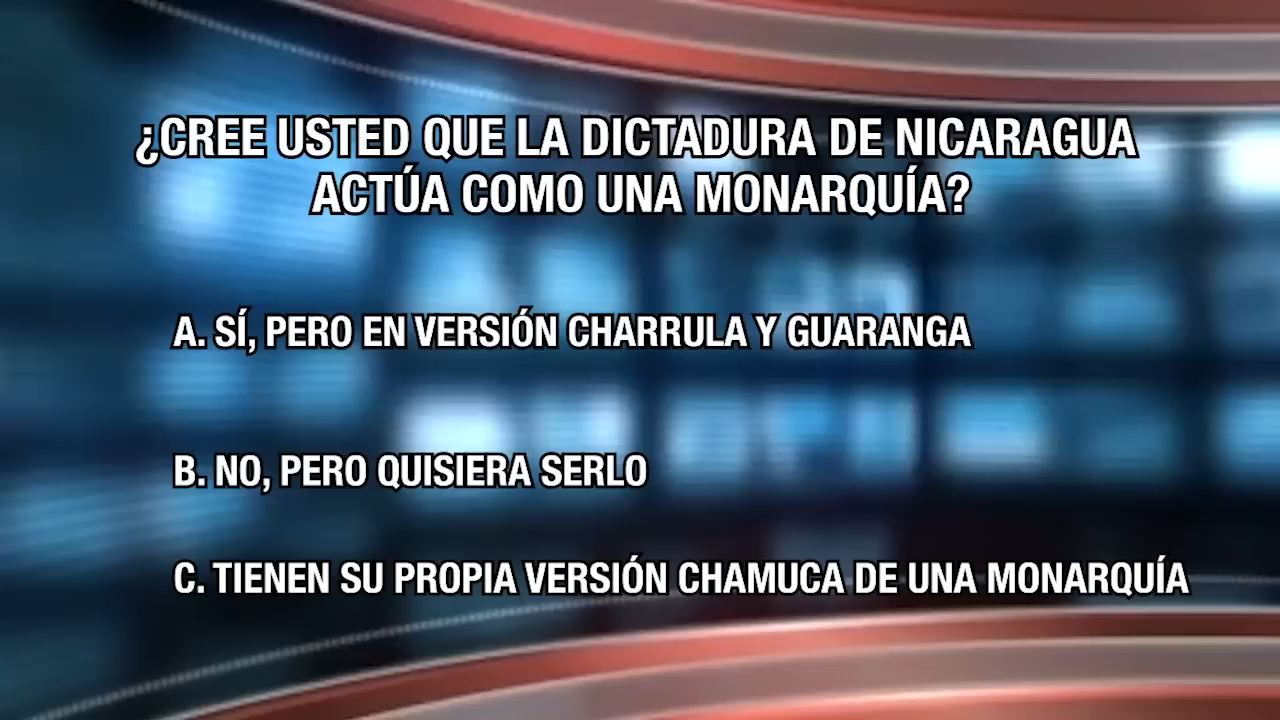 ¿CREE USTED QUE LA DICTADURA DE NICARAGUA
ACTÚA COMO UNA MONARQUÍA?
A. SÍ, PERO EN VERSIÓN CHARRULA Y GUARANGA
B. NO, PERO QUISIERA SERLO
C. TIENEN SU PROPIA VERSIÓN CHAMUCA DE UNA MONARQUÍA